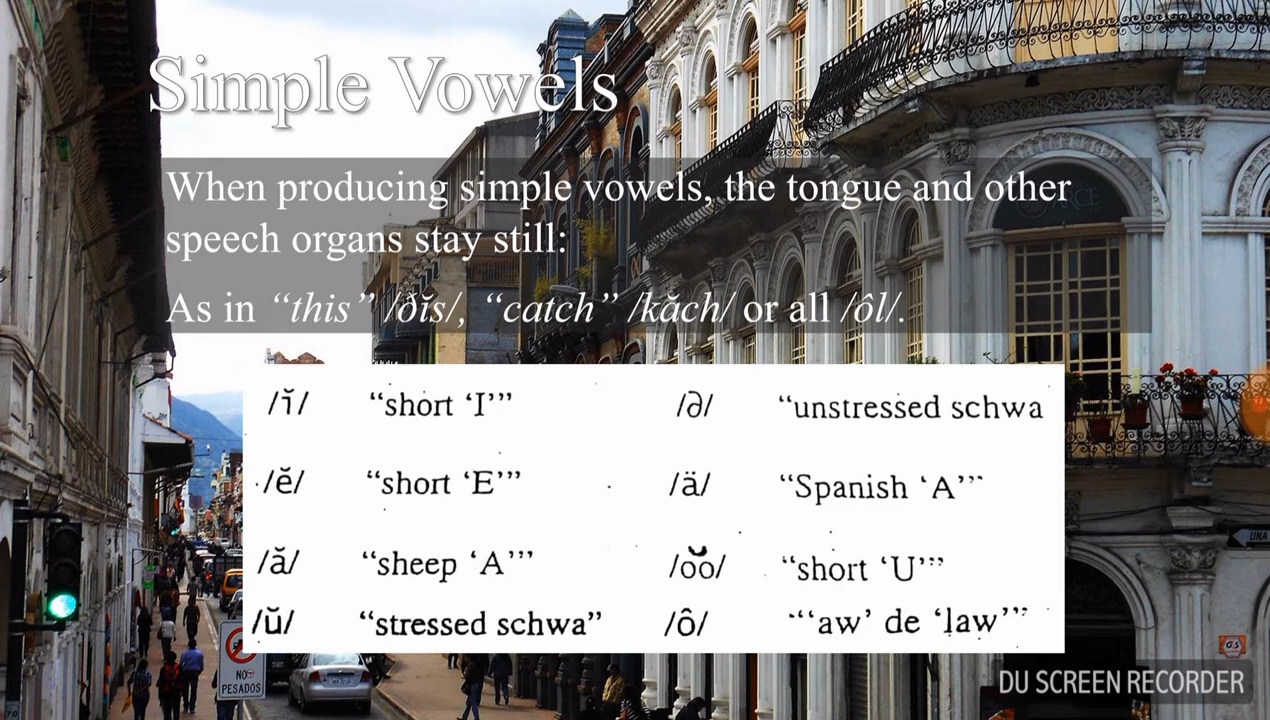 Simple Vowels
When producing simple vowels, the tongue and other
speech organs stay still:
As in “this” /ðĭs/, “catch” /kăch/ or all /ôl/.
/ĭ/ “short ‘I’” /∂/ “unstressed schwa
/ĕ/ “short ‘E’” /ä/ “Spanish ‘A’”
/ă/ “sheep ‘A’” /o͝o/ “short ‘U’”
/ŭ/ “stressed schwa” /ô/ “‘aw’ de ‘law’”
UNA
NO
PESADOS
DU SCREEN RECORDER